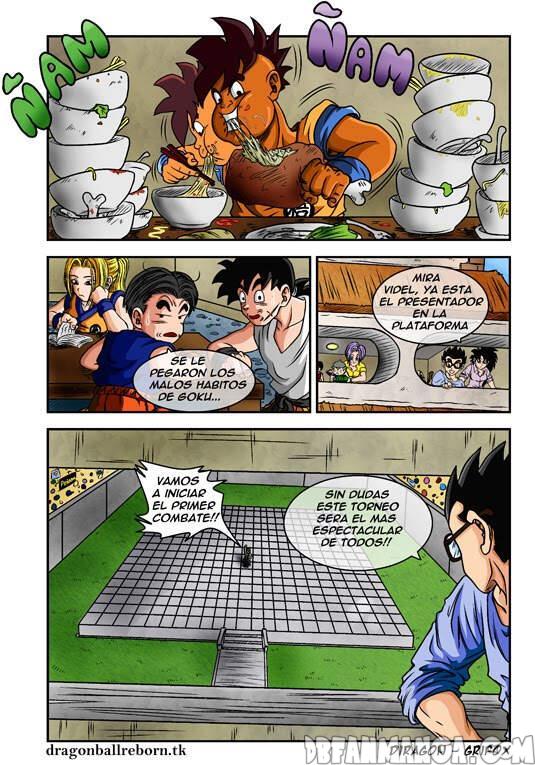 ÑAM
ÑAM
SE LE
PEGARON LOS
MALOS HABITOS
DE GOKU...
MIRA
VIDEL, YA ESTA
EL PRESENTADOR
EN LA
PLATAFORMA
VAMOS
A INICIAR
EL PRIMER
COMBATE!!
SIN DUDAS
ESTE TORNEO
SERA EL MAS
ESPECTACULAR
DE TODOS!!
dragonballreborn.tk
DIRAGON GRIFOX
DBFANMANGA.COM